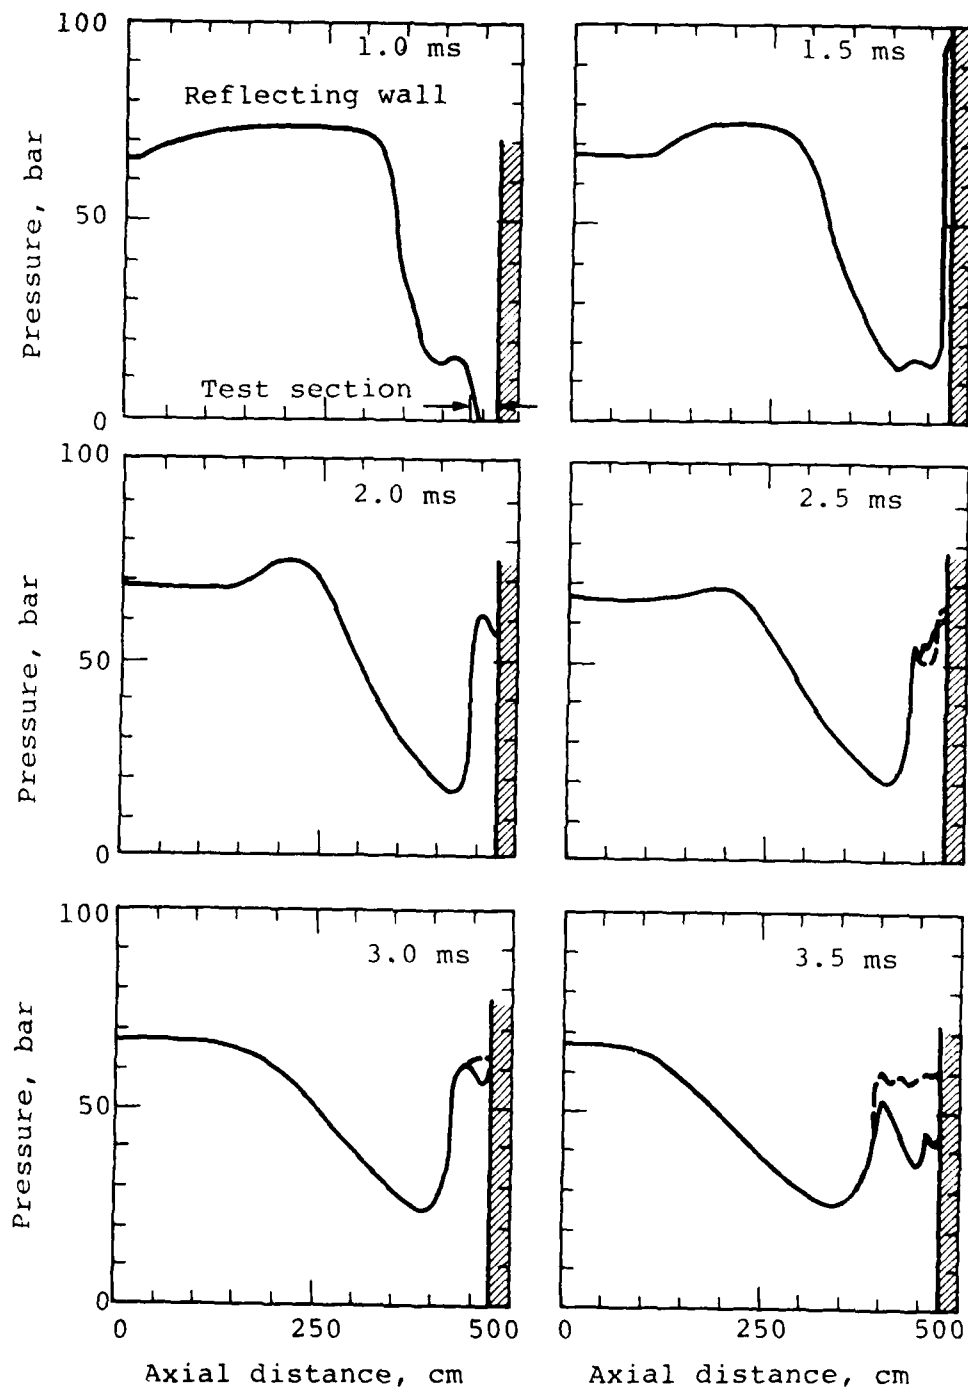 100
50
0
Pressure, bar
1.0 ms
Reflecting wall
Test section
1.5 ms
100
50
0
Pressure, bar
2.0 ms
2.5 ms
100
50
0
Pressure, bar
3.0 ms
3.5 ms
0 250 500
Axial distance, cm
0 250 500
Axial distance, cm